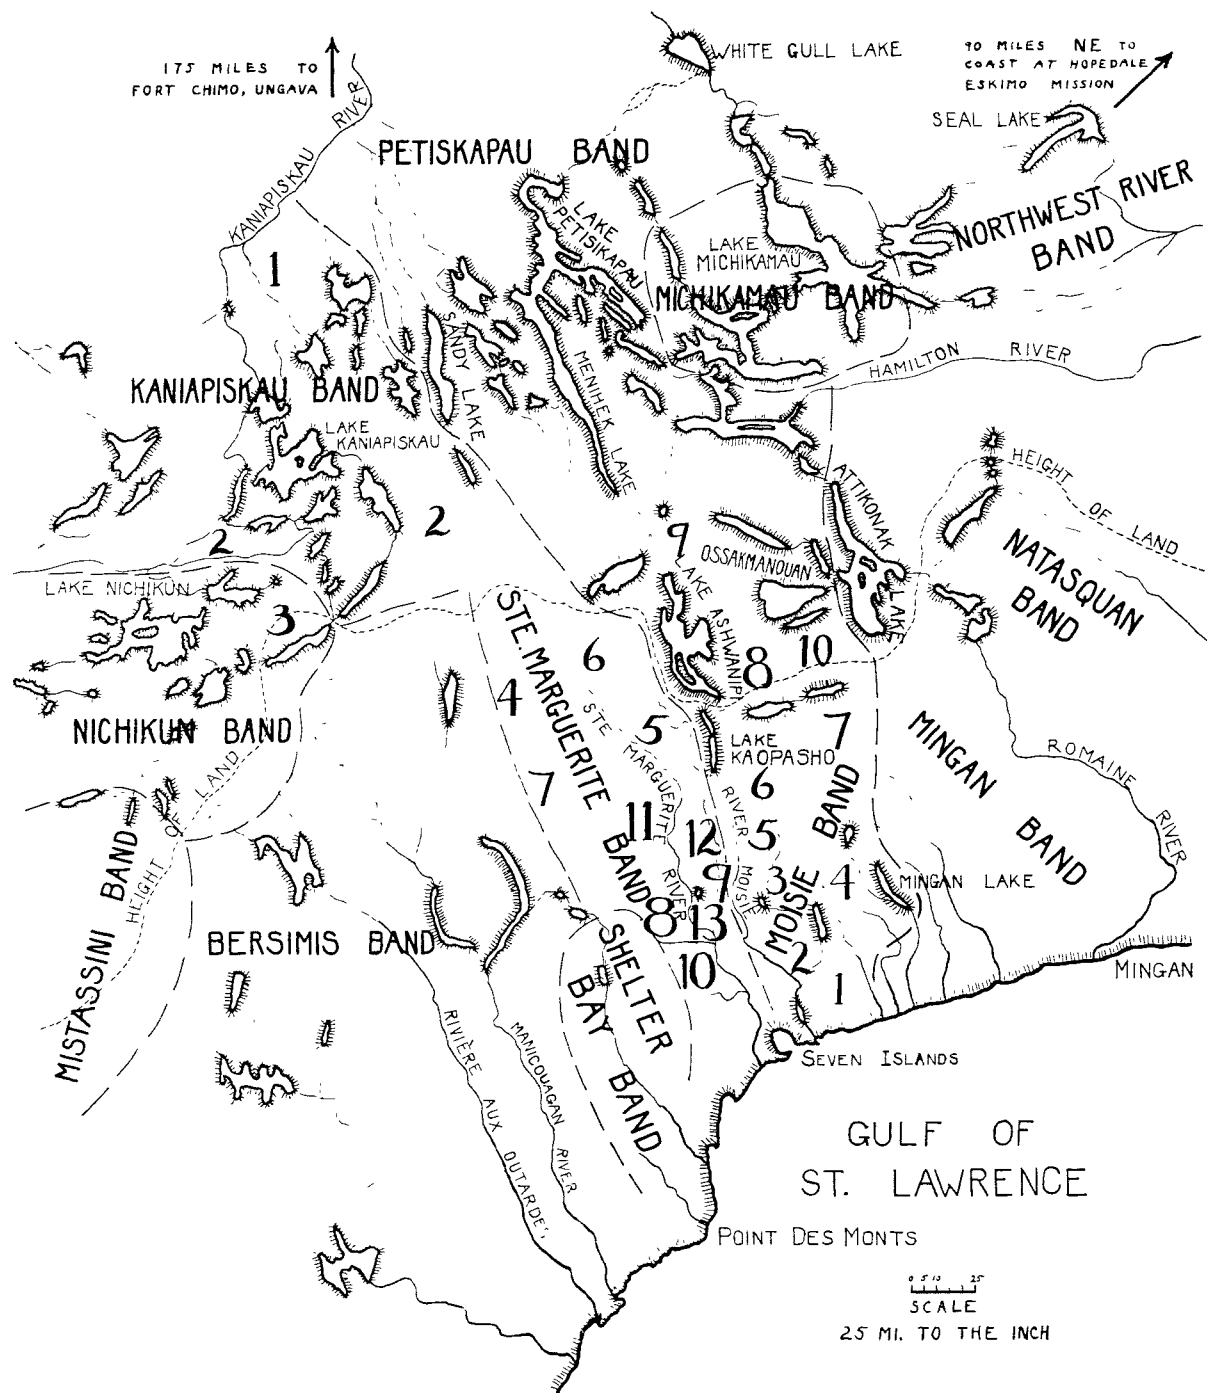 WHITE GULL LAKE
175 MILES TO
FORT CHIMO, UNGAVA
90 MILES NE TO
COAST AT HOPEDALE
ESKIMO MISSION
SEAL LAKE
KANIAPISKAU RIVER
PETISKAPAU BAND
NORTHWEST RIVER
BAND
LAKE
PETISIKAPAU
LAKE
MICHIKAMAU
MICHIKAMAU BAND
1
SANDY LAKE
MENIHEK LAKE
HAMILTON RIVER
KANIAPISKAU BAND
LAKE
KANIAPISKAU
ATTIKONAK LAKE
HEIGHT OF LAND
2
2
9
OSSAKMANOUAN
NATASQUAN
BAND
LAKE NICHIKUN
3
LAKE ASHWANIPI
STE. MARGUERITE BAND
6
8
10
4
5
7
NICHIKUN BAND
STE MARGUERITE RIVER
LAKE
KAOPASHO
MINGAN
BAND
ROMAINE RIVER
7
6
11
12
5
RIVER MOISIE
MOISIE BAND
HEIGHT OF LAND
MISTASSINI BAND
9
3
4
MINGAN LAKE
8
13
BERSIMIS BAND
SHELTER
BAY BAND
10
2
1
MINGAN
SEVEN ISLANDS
RIVIÈRE AUX OUTARDES
MANICOUAGAN RIVER
GULF OF
ST. LAWRENCE
POINT DES MONTS
0 5 10 25
SCALE
25 MI. TO THE INCH